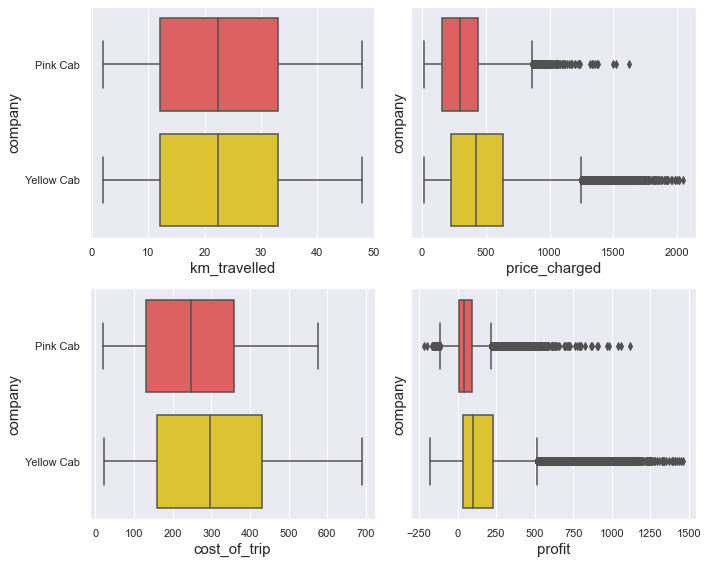 company
Pink Cab
Yellow Cab
0 10 20 30 40 50
km_travelled
company
0 500 1000 1500 2000
price_charged
company
Pink Cab
Yellow Cab
0 100 200 300 400 500 600 700
cost_of_trip
company
-250 0 250 500 750 1000 1250 1500
profit